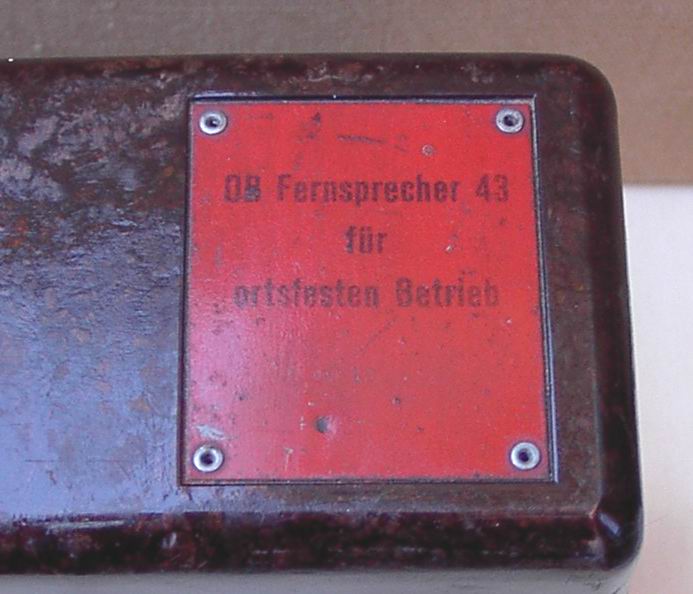 OB Fernsprecher 43
für
ortsfesten Betrieb